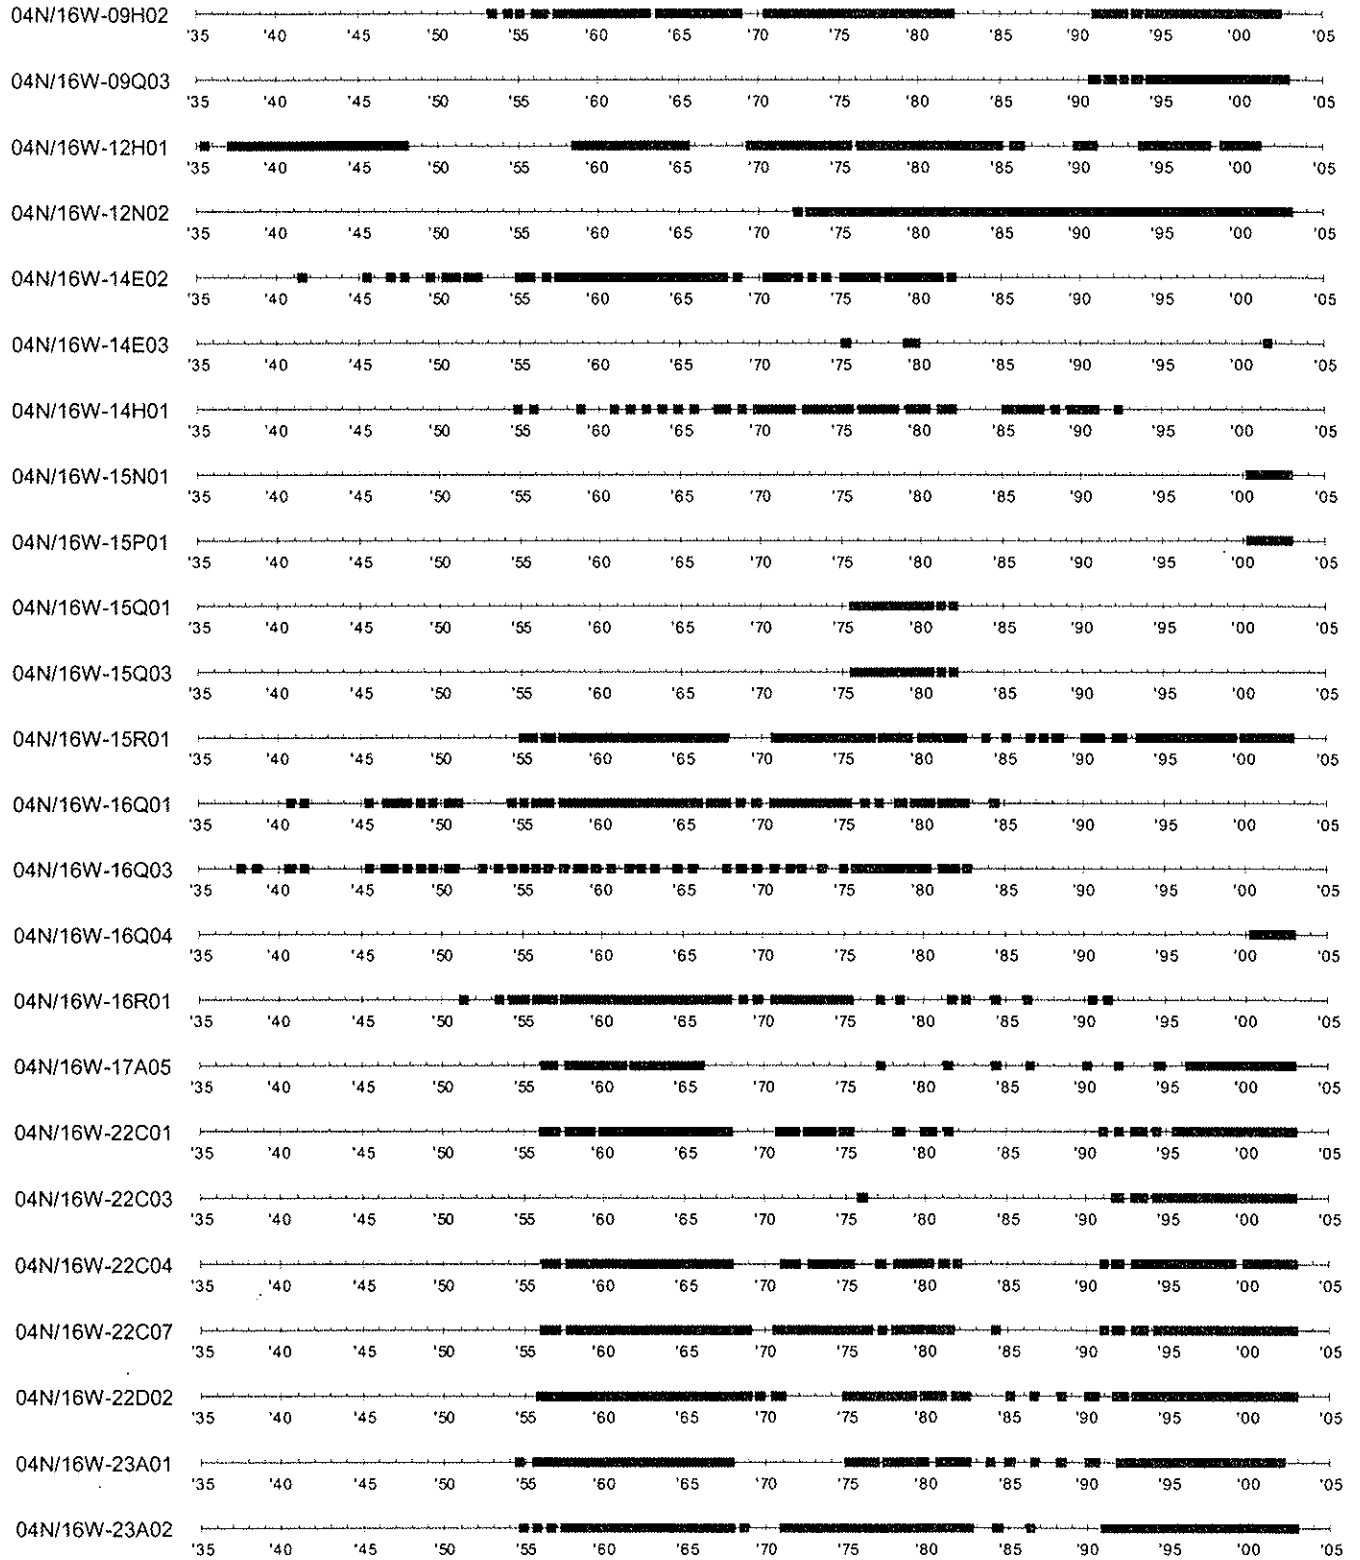 04N/16W-09H02
'35 '40 '45 '50 '55 '60 '65 '70 '75 '80 '85 '90 '95 '00 '05
04N/16W-09Q03
'35 '40 '45 '50 '55 '60 '65 '70 '75 '80 '85 '90 '95 '00 '05
04N/16W-12H01
'35 '40 '45 '50 '55 '60 '65 '70 '75 '80 '85 '90 '95 '00 '05
04N/16W-12N02
'35 '40 '45 '50 '55 '60 '65 '70 '75 '80 '85 '90 '95 '00 '05
04N/16W-14E02
'35 '40 '45 '50 '55 '60 '65 '70 '75 '80 '85 '90 '95 '00 '05
04N/16W-14E03
'35 '40 '45 '50 '55 '60 '65 '70 '75 '80 '85 '90 '95 '00 '05
04N/16W-14H01
'35 '40 '45 '50 '55 '60 '65 '70 '75 '80 '85 '90 '95 '00 '05
04N/16W-15N01
'35 '40 '45 '50 '55 '60 '65 '70 '75 '80 '85 '90 '95 '00 '05
04N/16W-15P01
'35 '40 '45 '50 '55 '60 '65 '70 '75 '80 '85 '90 '95 '00 '05
04N/16W-15Q01
'35 '40 '45 '50 '55 '60 '65 '70 '75 '80 '85 '90 '95 '00 '05
04N/16W-15Q03
'35 '40 '45 '50 '55 '60 '65 '70 '75 '80 '85 '90 '95 '00 '05
04N/16W-15R01
'35 '40 '45 '50 '55 '60 '65 '70 '75 '80 '85 '90 '95 '00 '05
04N/16W-16Q01
'35 '40 '45 '50 '55 '60 '65 '70 '75 '80 '85 '90 '95 '00 '05
04N/16W-16Q03
'35 '40 '45 '50 '55 '60 '65 '70 '75 '80 '85 '90 '95 '00 '05
04N/16W-16Q04
'35 '40 '45 '50 '55 '60 '65 '70 '75 '80 '85 '90 '95 '00 '05
04N/16W-16R01
'35 '40 '45 '50 '55 '60 '65 '70 '75 '80 '85 '90 '95 '00 '05
04N/16W-17A05
'35 '40 '45 '50 '55 '60 '65 '70 '75 '80 '85 '90 '95 '00 '05
04N/16W-22C01
'35 '40 '45 '50 '55 '60 '65 '70 '75 '80 '85 '90 '95 '00 '05
04N/16W-22C03
'35 '40 '45 '50 '55 '60 '65 '70 '75 '80 '85 '90 '95 '00 '05
04N/16W-22C04
'35 '40 '45 '50 '55 '60 '65 '70 '75 '80 '85 '90 '95 '00 '05
04N/16W-22C07
'35 '40 '45 '50 '55 '60 '65 '70 '75 '80 '85 '90 '95 '00 '05
04N/16W-22D02
'35 '40 '45 '50 '55 '60 '65 '70 '75 '80 '85 '90 '95 '00 '05
04N/16W-23A01
'35 '40 '45 '50 '55 '60 '65 '70 '75 '80 '85 '90 '95 '00 '05
04N/16W-23A02
'35 '40 '45 '50 '55 '60 '65 '70 '75 '80 '85 '90 '95 '00 '05